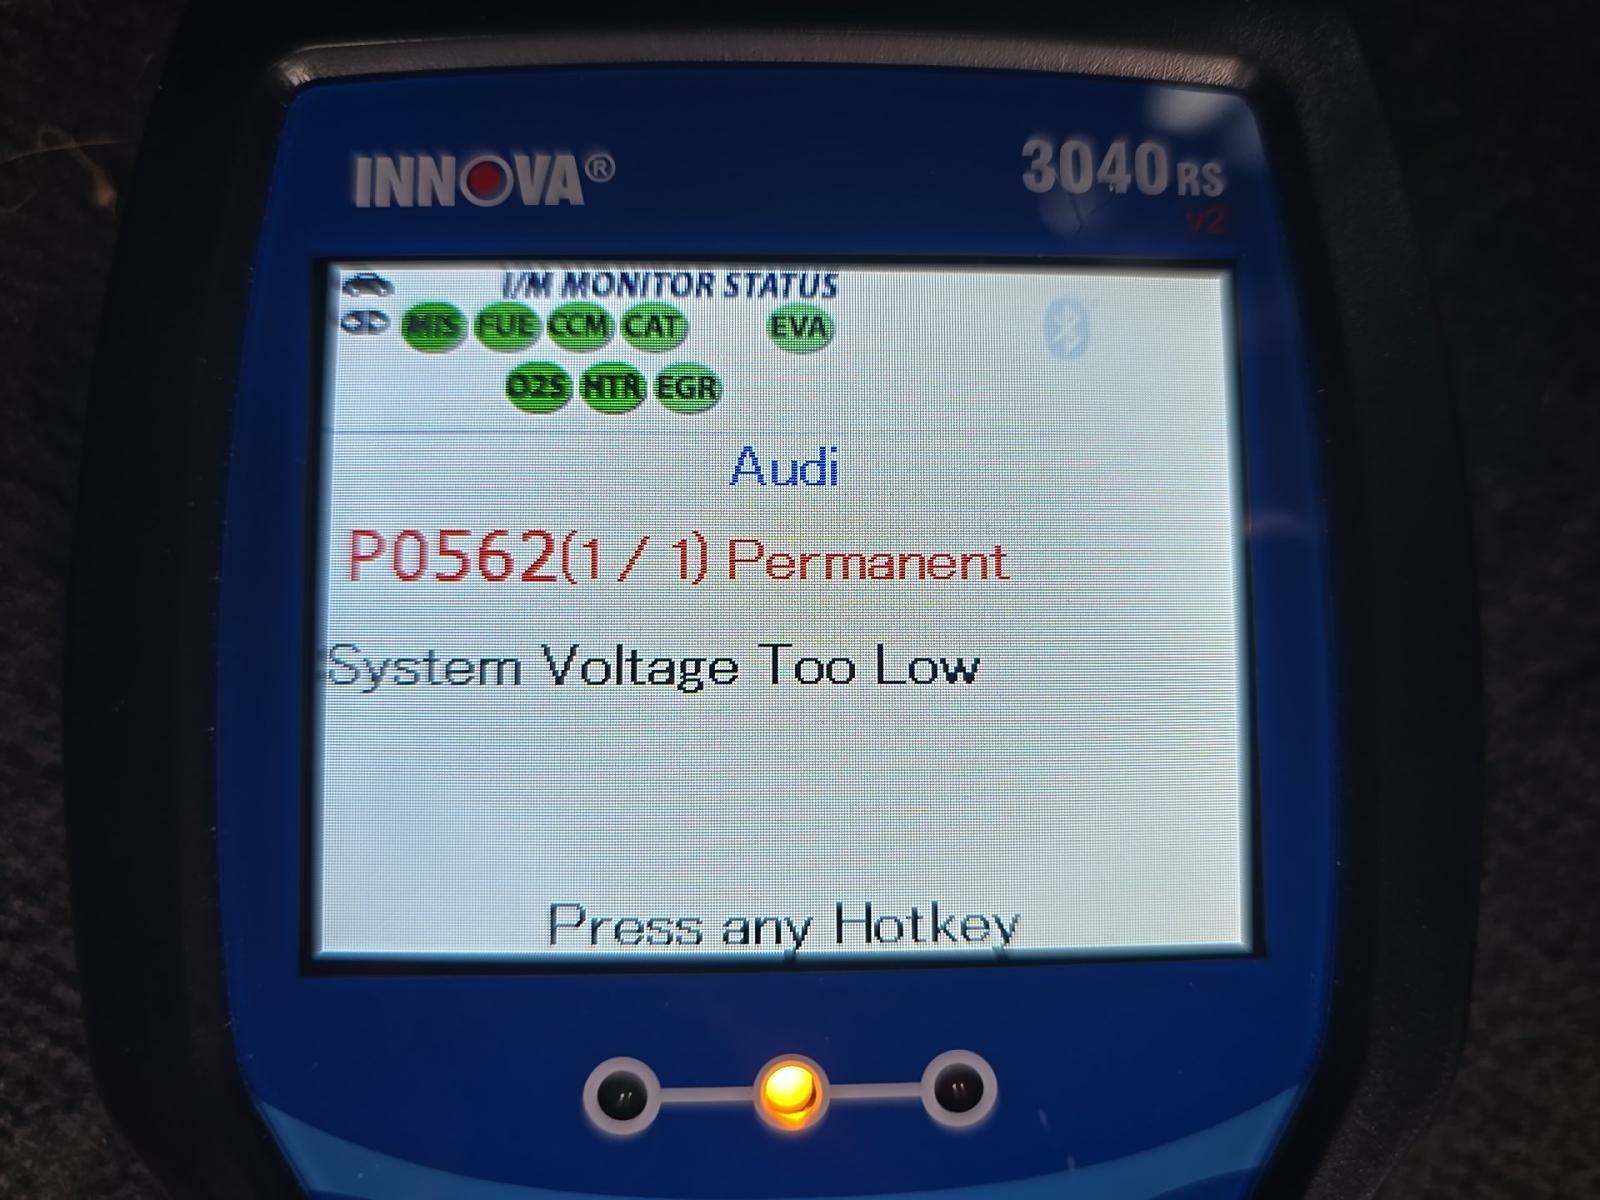 INNOVA®
3040RS
v2
I/M MONITOR STATUS
MIS FUE CCM CAT EVA
O2S HTR EGR
Audi
P0562(1 / 1) Permanent
System Voltage Too Low
Press any Hotkey